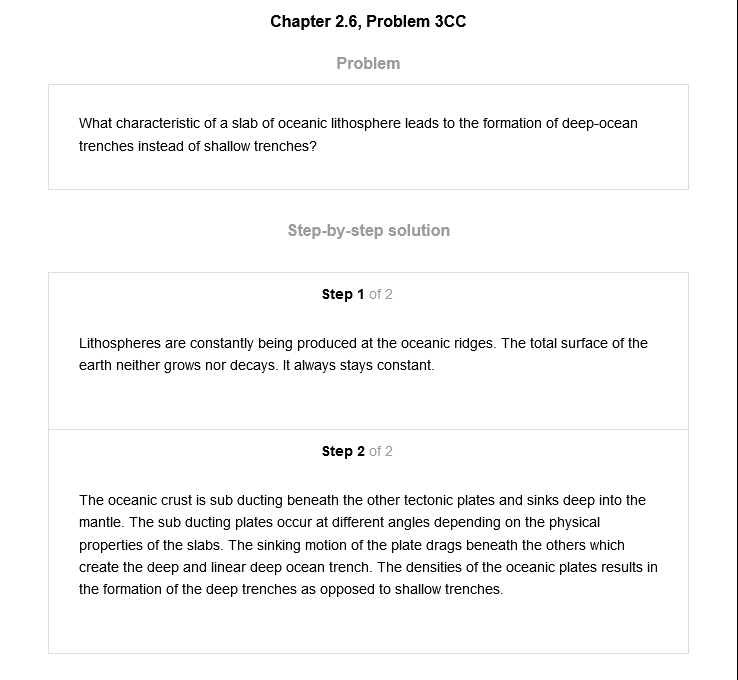 Chapter 2.6, Problem 3CC
Problem
What characteristic of a slab of oceanic lithosphere leads to the formation of deep-ocean
trenches instead of shallow trenches?
Step-by-step solution
Step 1 of 2
Lithospheres are constantly being produced at the oceanic ridges. The total surface of the
earth neither grows nor decays. It always stays constant.
Step 2 of 2
The oceanic crust is sub ducting beneath the other tectonic plates and sinks deep into the
mantle. The sub ducting plates occur at different angles depending on the physical
properties of the slabs. The sinking motion of the plate drags beneath the others which
create the deep and linear deep ocean trench. The densities of the oceanic plates results in
the formation of the deep trenches as opposed to shallow trenches.